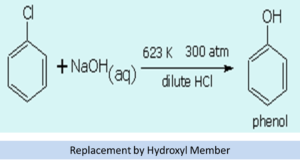 Cl
OH
+ NaOH(aq)
623 K 300 atm
dilute HCl
phenol
Replacement by Hydroxyl Member